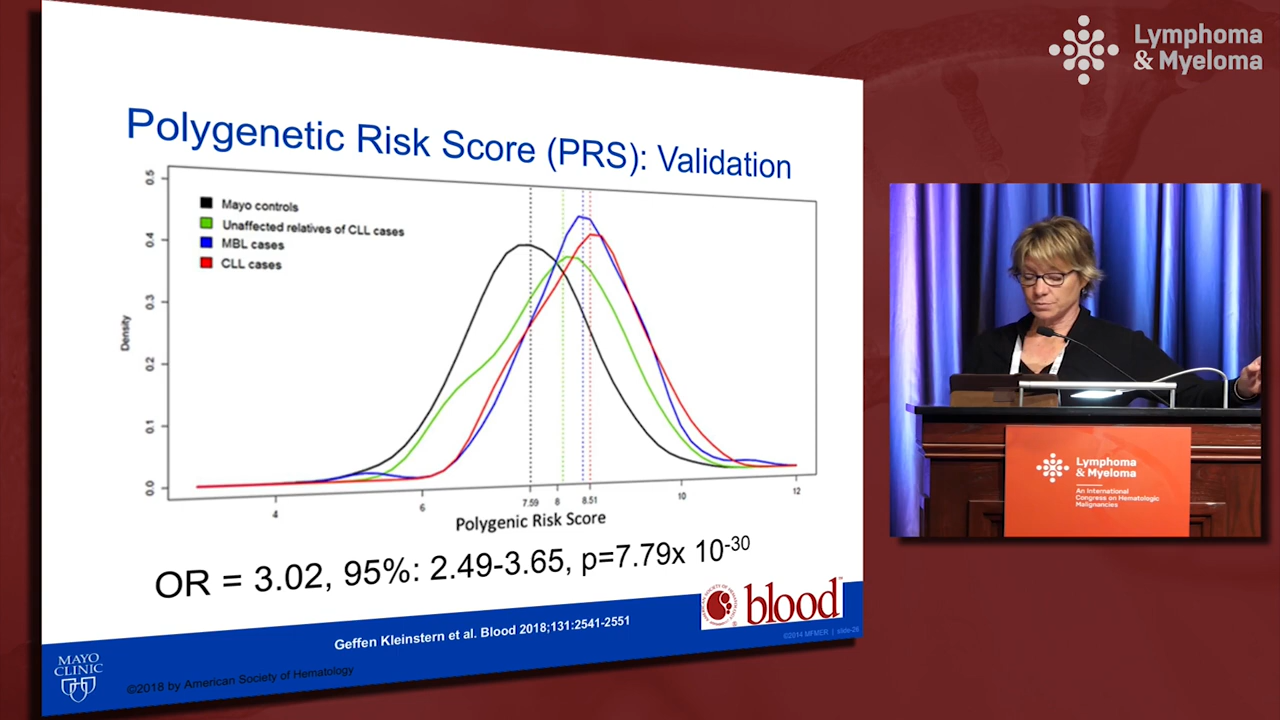 Lymphoma
& Myeloma
Polygenetic Risk Score (PRS): Validation
0.5
0.4
0.3
0.2
0.1
0.0
Density
Mayo controls
Unaffected relatives of CLL cases
MBL cases
CLL cases
4
6
7.59
8
8.51
10
12
Polygenic Risk Score
OR = 3.02, 95%: 2.49-3.65, p=7.79x 10-30
blood
Geffen Kleinstern et al. Blood 2018;131:2541-2551
©2014 MFMER | slide-28
MAYO
CLINIC
©2018 by American Society of Hematology
Lymphoma
& Myeloma
An International
Congress on Hematologic
Malignancies